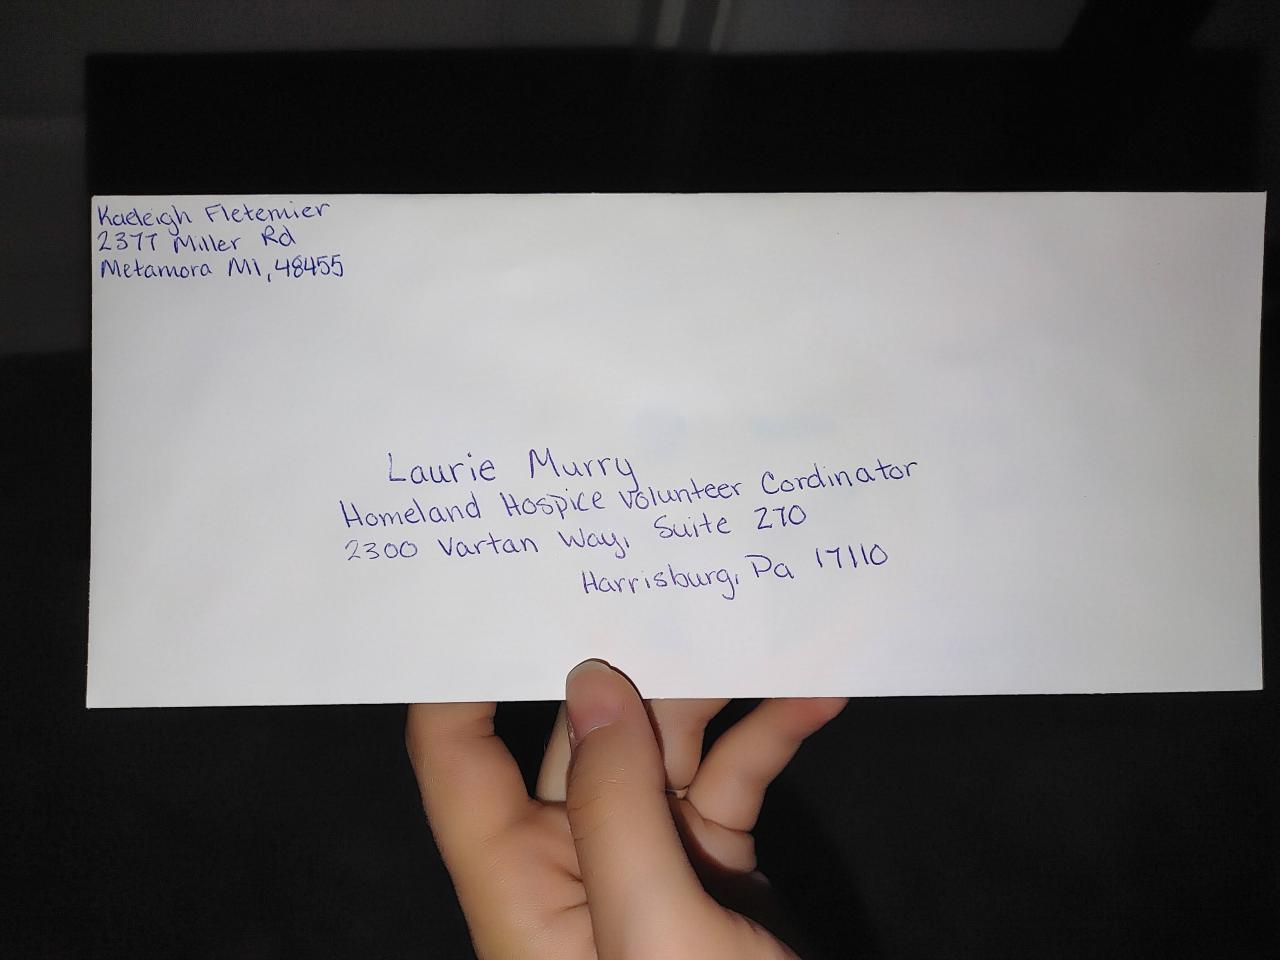 Kaeleigh Fletemier
2377 Miller Rd
Metamora MI, 48455
Laurie Murry
Homeland Hospice Volunteer Cordinator
2300 Vartan Way, Suite 270
Harrisburg, Pa 17110